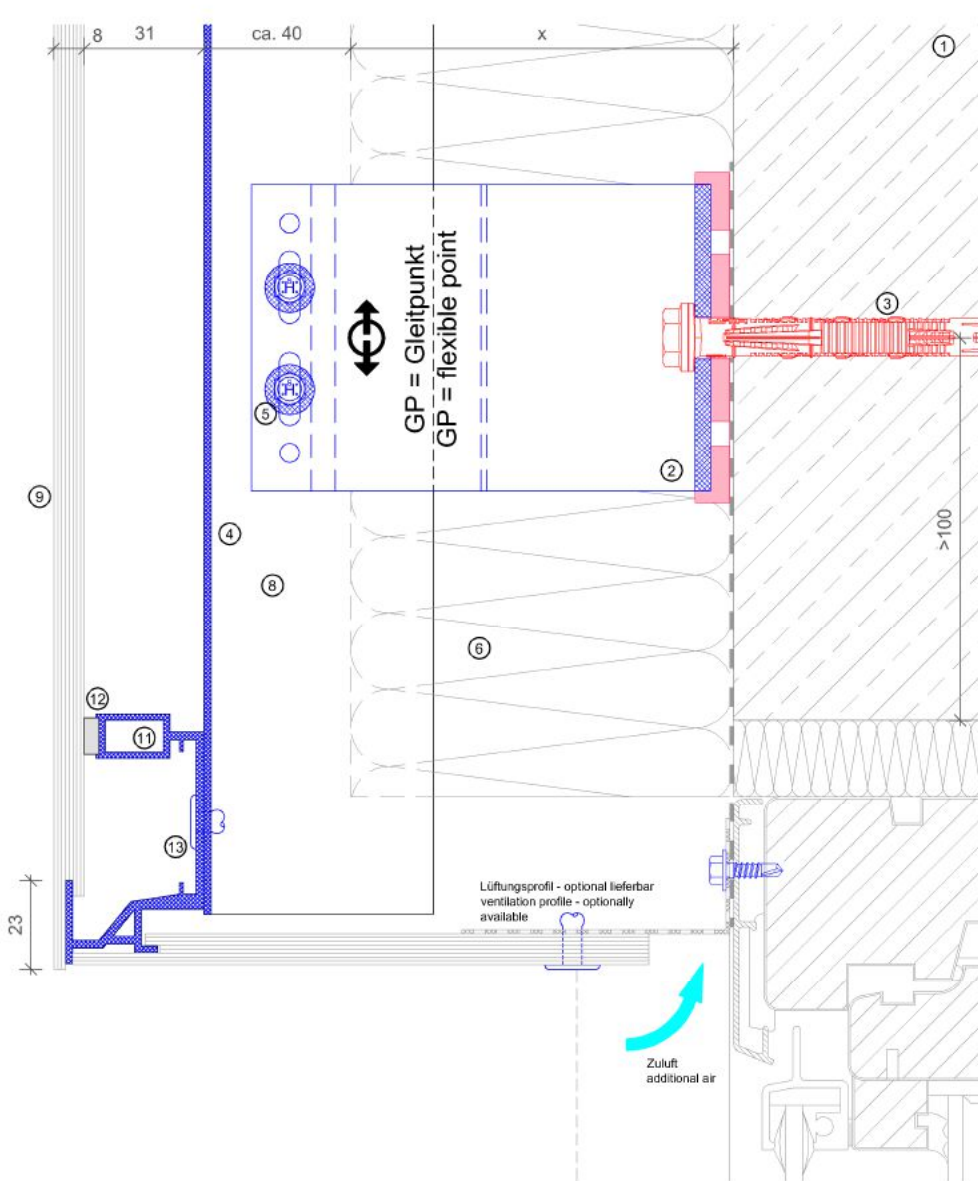 8 31 ca. 40 x
1
3
GP = Gleitpunkt
GP = flexible point
5
2
9
4
>100
8
6
12
11
13
23
Lüftungsprofil - optional lieferbar
ventilation profile - optionally
available
Zuluft
additional air